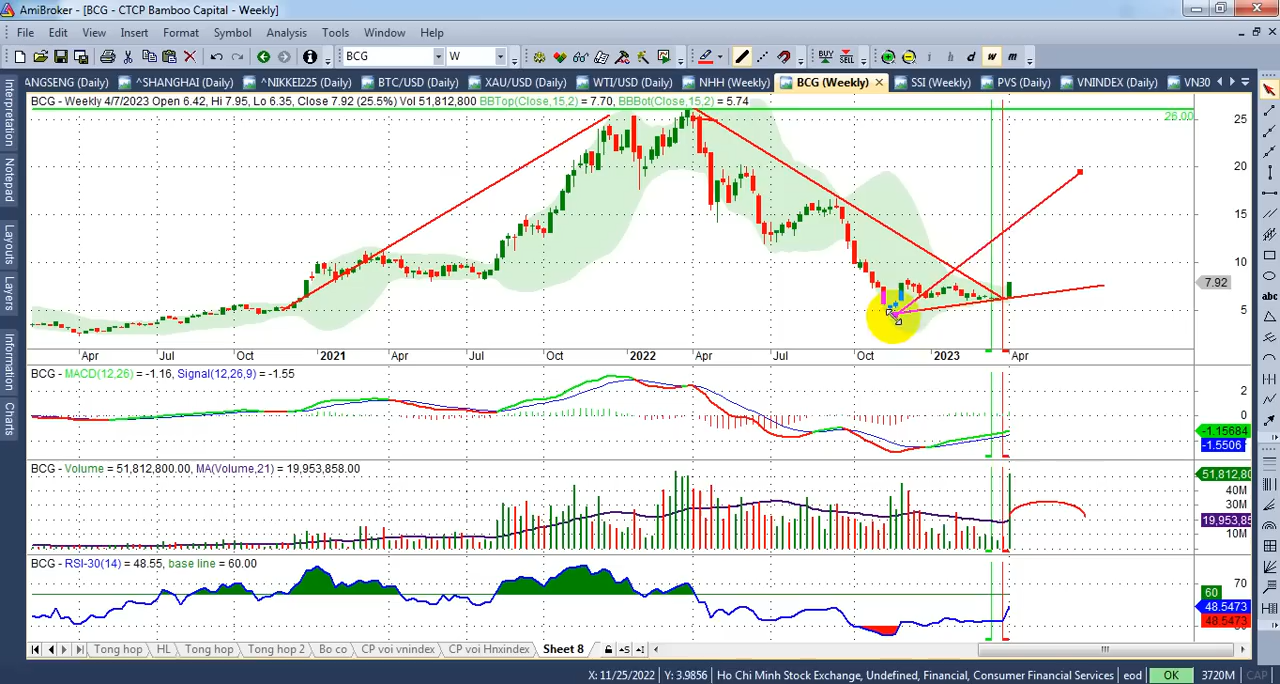 AmiBroker - [BCG - CTCP Bamboo Capital - Weekly]
File Edit View Insert Format Symbol Analysis Tools Window Help
BCG W BUY SELL i h d w m
ANGSENG (Daily) ^SHANGHAI (Daily) ^NIKEI225 (Daily) BTC/USD (Daily) XAU/USD (Daily) WTI/USD (Daily) NHH (Weekly) BCG (Weekly) SSI (Weekly) PVS (Daily) VNINDEX (Daily) VN30
Interpretation
Notepad
Layouts
Layers
Information
Charts
abc
BCG - Weekly 4/7/2023 Open 6.42, Hi 7.95, Lo 6.35, Close 7.92 (25.5%) Vol 51,812,800 BBTop(Close,15,2) = 7.70, BBBot(Close,15,2) = 5.74
26.00
25
20
15
10
7.92
5
Apr Jul Oct 2021 Apr Jul Oct 2022 Apr Jul Oct 2023 Apr
BCG - MACD(12,26) = -1.16, Signal(12,26,9) = -1.55
2
0
-1.15684
-1.5506
BCG - Volume = 51,812,800.00, MA(Volume,21) = 19,953,858.00
51,812,80
40M
30M
19,953,85
10M
BCG - RSI-30(14) = 48.55, base line = 60.00
70
60
48.5473
48.5473
Tong hop HL Tong hop Tong hop 2 Bo co CP voi vnindex CP voi Hnxindex Sheet 8
X: 11/25/2022 Y: 3.9856 Ho Chi Minh Stock Exchange, Undefined, Financial, Consumer Financial Services eod OK 3720M CAP